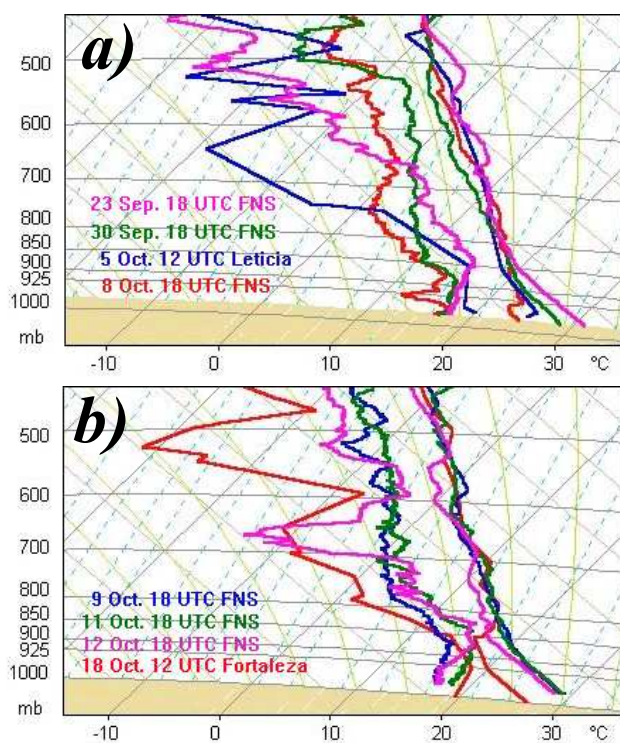 a)
500
600
700
800
850
900
925
1000
mb
23 Sep. 18 UTC FNS
30 Sep. 18 UTC FNS
5 Oct. 12 UTC Leticia
8 Oct. 18 UTC FNS
-10 0 10 20 30 ºC
b)
500
600
700
800
850
900
925
1000
mb
9 Oct. 18 UTC FNS
11 Oct. 18 UTC FNS
12 Oct. 18 UTC FNS
18 Oct. 12 UTC Fortaleza
-10 0 10 20 30 ºC